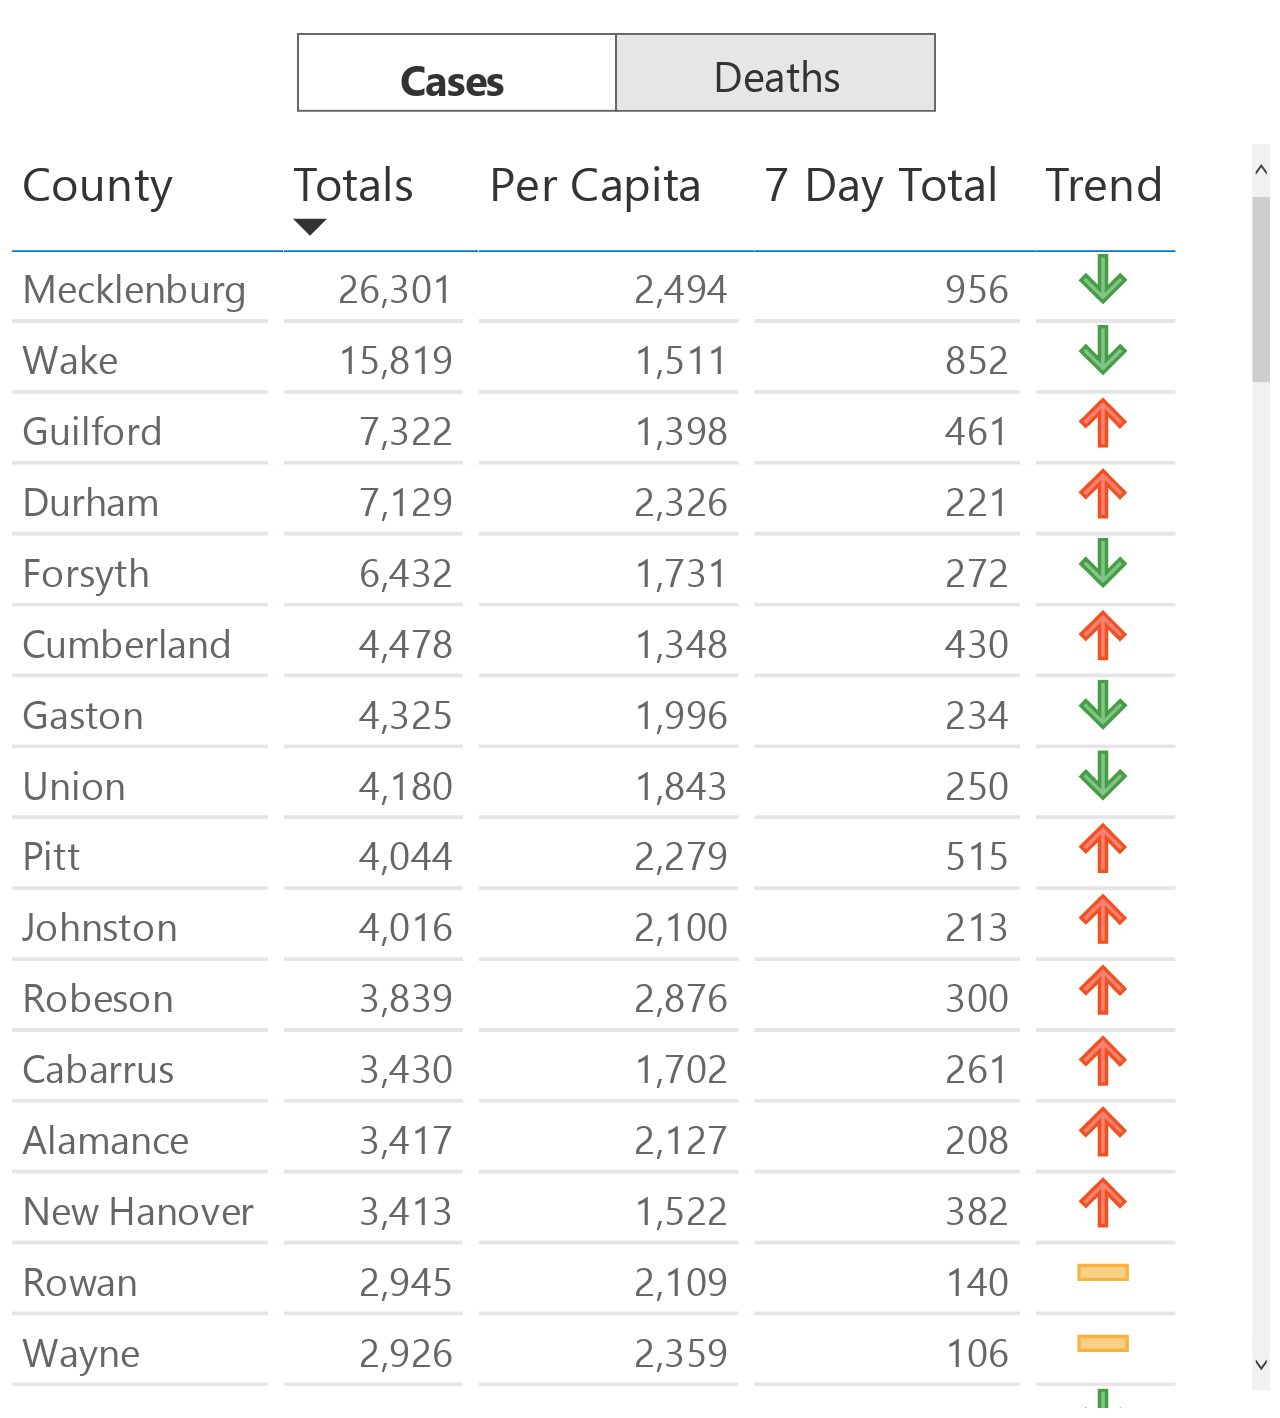 Cases Deaths
County Totals Per Capita 7 Day Total Trend
Mecklenburg 26,301 2,494 956
Wake 15,819 1,511 852
Guilford 7,322 1,398 461
Durham 7,129 2,326 221
Forsyth 6,432 1,731 272
Cumberland 4,478 1,348 430
Gaston 4,325 1,996 234
Union 4,180 1,843 250
Pitt 4,044 2,279 515
Johnston 4,016 2,100 213
Robeson 3,839 2,876 300
Cabarrus 3,430 1,702 261
Alamance 3,417 2,127 208
New Hanover 3,413 1,522 382
Rowan 2,945 2,109 140
Wayne 2,926 2,359 106